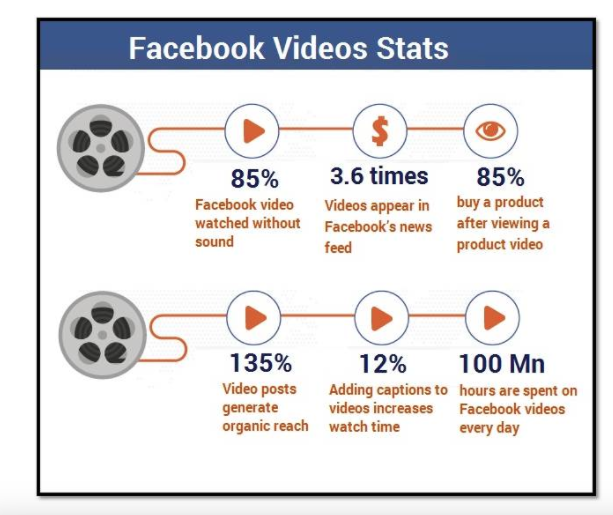 Facebook Videos Stats
85%
Facebook video
watched without
sound
3.6 times
Videos appear in
Facebook's news
feed
85%
buy a product
after viewing a
product video
135%
Video posts
generate
organic reach
12%
Adding captions to
videos increases
watch time
100 Mn
hours are spent on
Facebook videos
every day